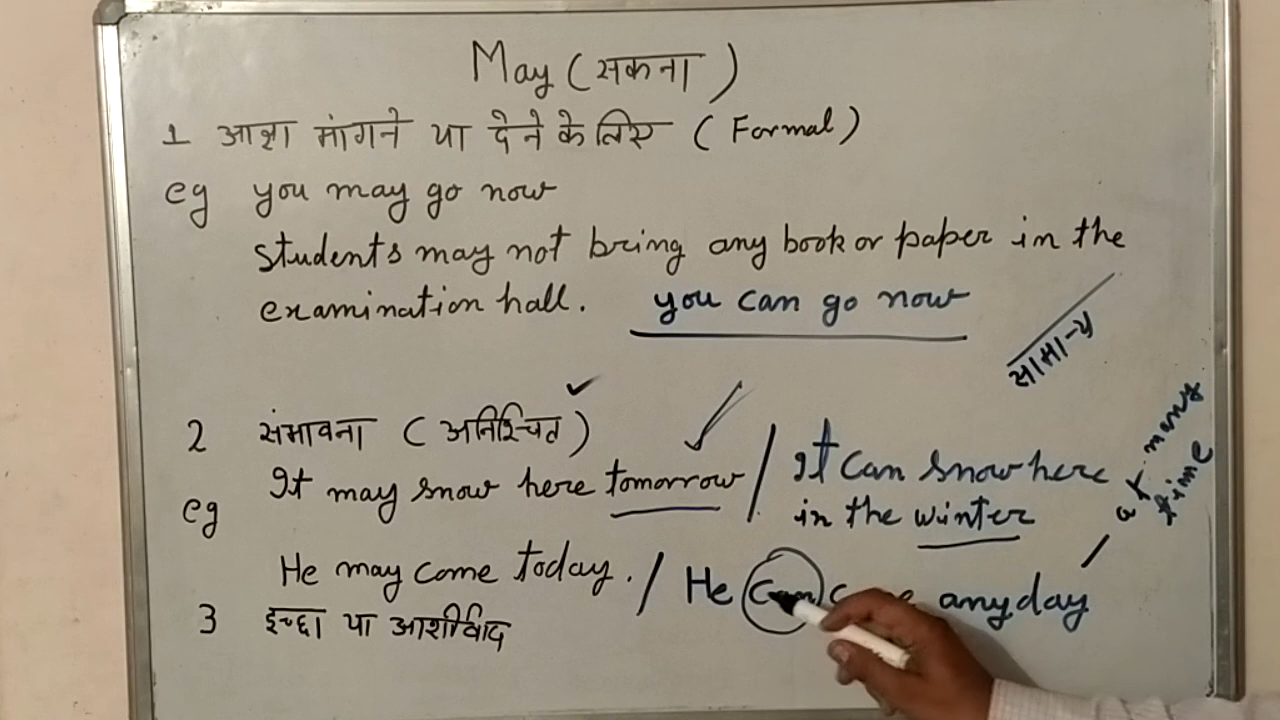 May (सकना)
1 आज्ञा मांगने या देने के लिए (Formal)
eg you may go now
students may not bring any book or paper in the
examination hall. you can go now
सामान्य
2 संभावना (अनिश्चित)
eg It may snow here tomorrow / It can snow here
in the winter
at many
time
He may come today. / He can come anyday
3 इच्छा या आशीर्वाद